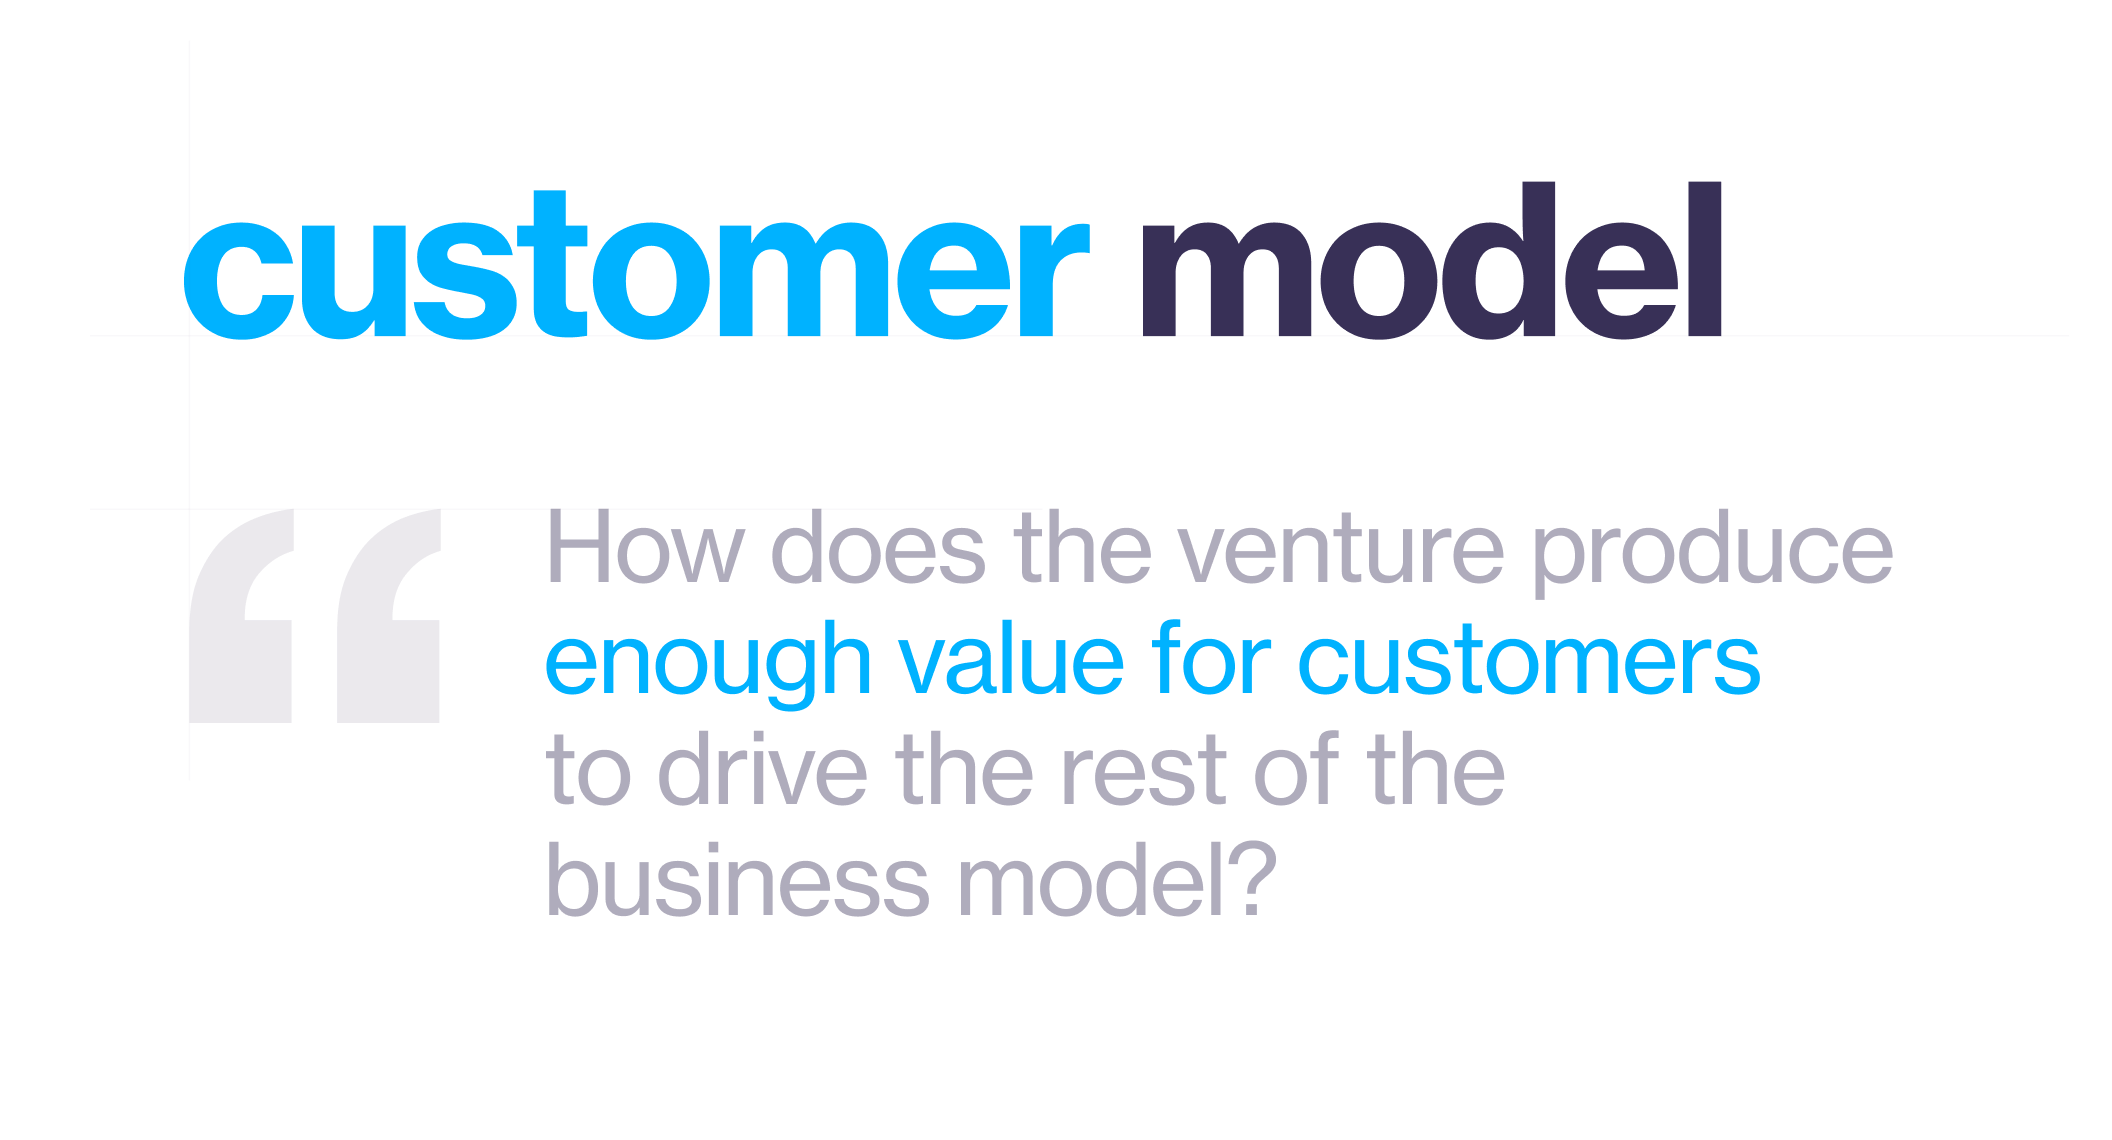 customer model
“ How does the venture produce
enough value for customers
to drive the rest of the
business model?